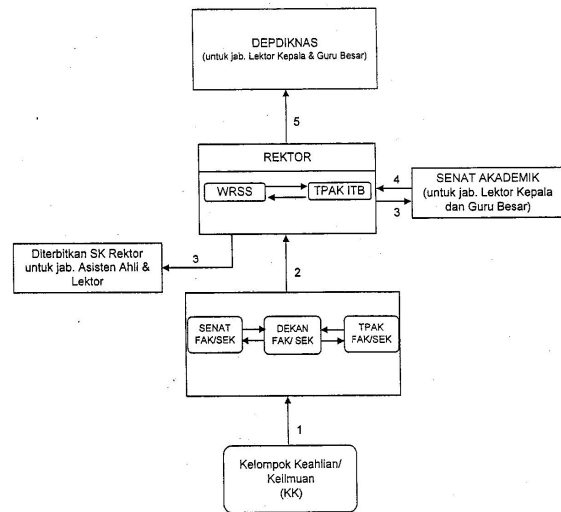 DEPDIKNAS
(untuk jab. Lektor Kepala & Guru Besar)
5
REKTOR
WRSS
TPAK ITB
4
3
SENAT AKADEMIK
(untuk jab. Lektor Kepala
dan Guru Besar)
3
Diterbitkan SK Rektor
untuk jab. Asisten Ahli &
Lektor
2
SENAT
FAK/SEK
DEKAN
FAK/ SEK
TPAK
FAK/SEK
1
Kelompok Keahlian/
Keilmuan
(KK)